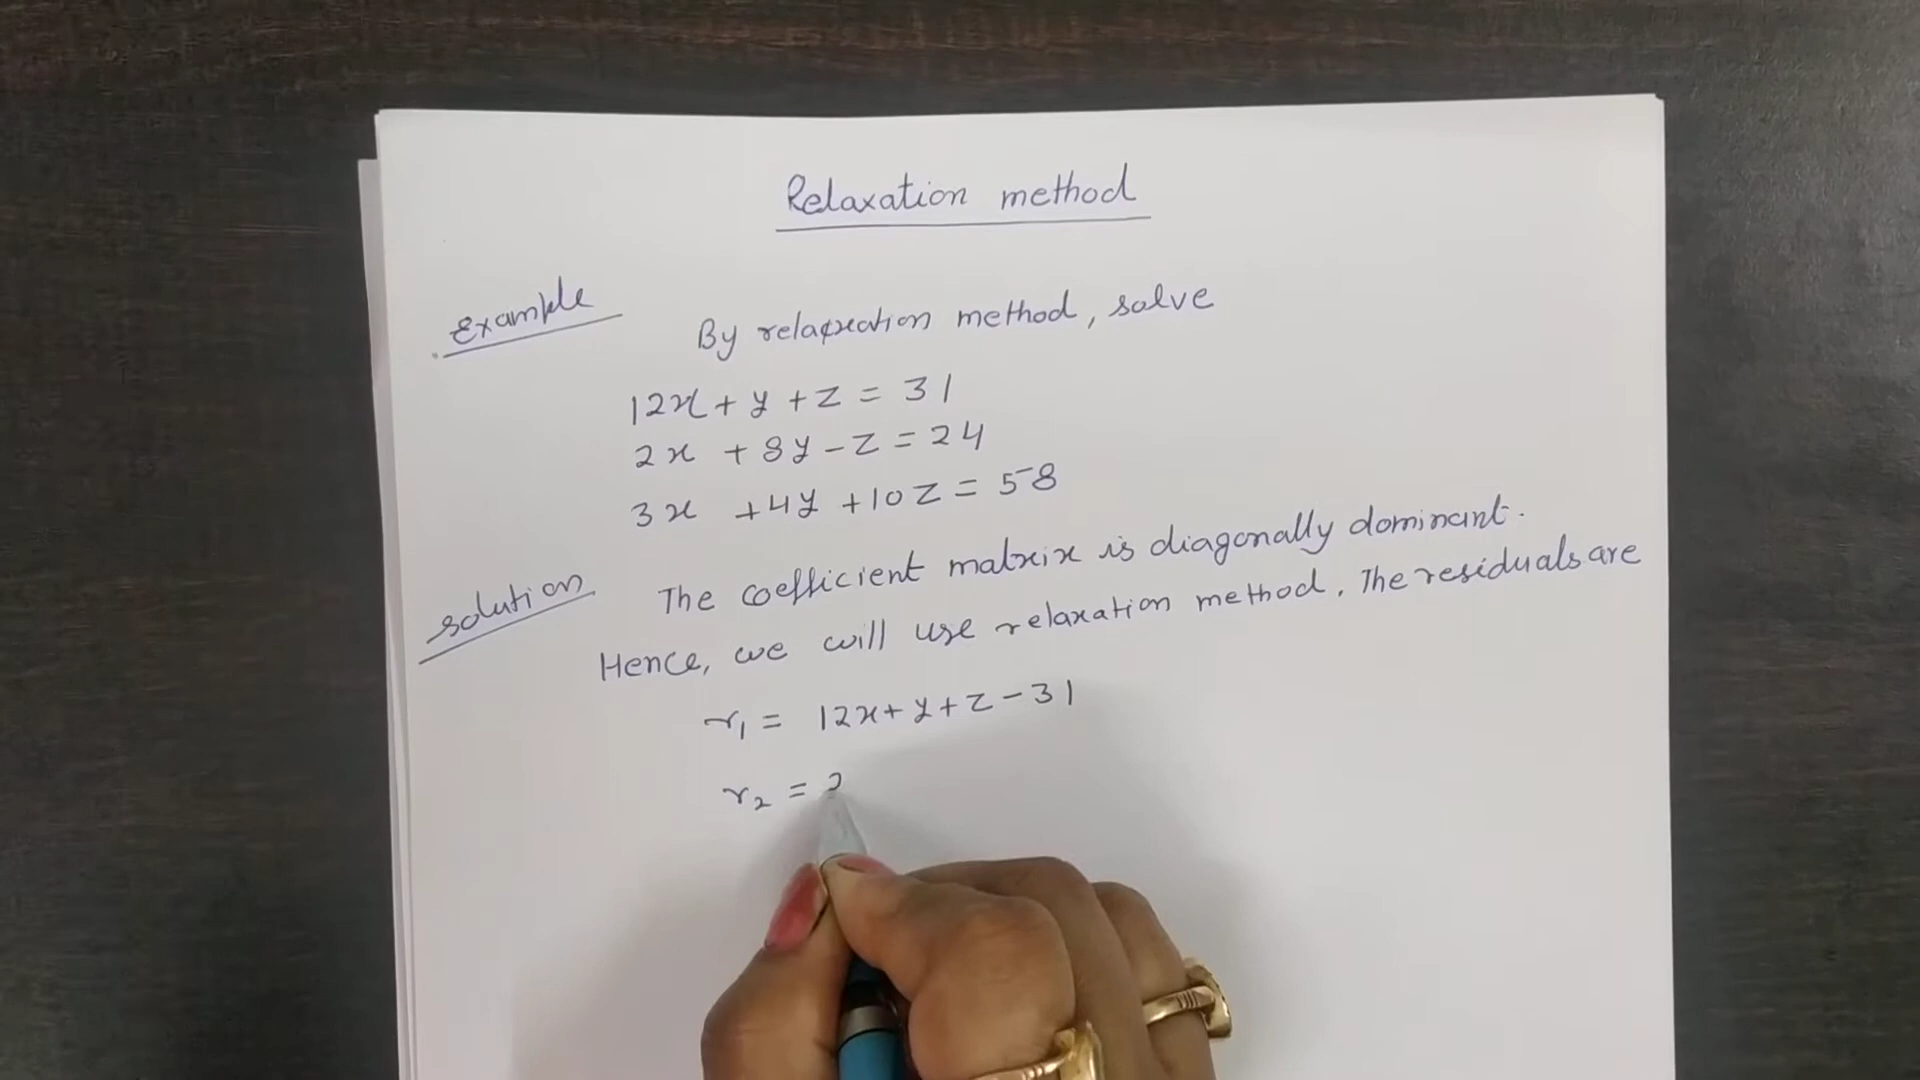 Relaxation method
Example By relaxation method, solve
12x + y + z = 31
2x + 8y - z = 24
3x + 4y + 10z = 58
solution The coefficient matrix is diagonally dominant.
Hence, we will use relaxation method. The residuals are
r₁ = 12x + y + z - 31
r₂ = 2